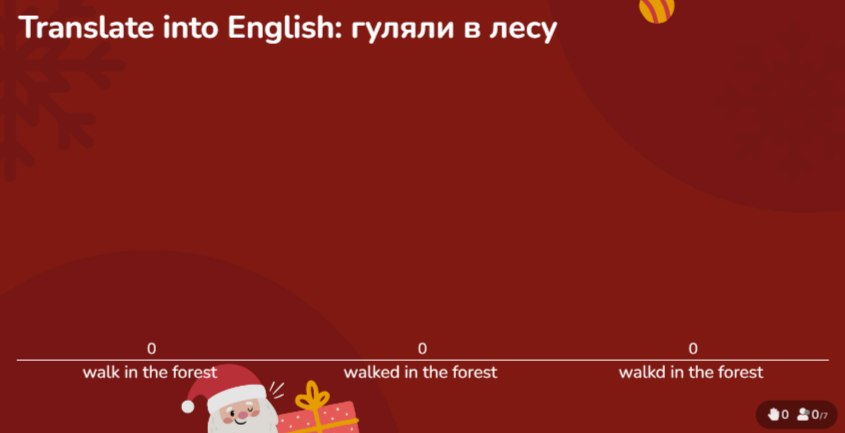 Translate into English: гуляли в лесу
0 0 0
walk in the forest walked in the forest walkd in the forest
0 0/7